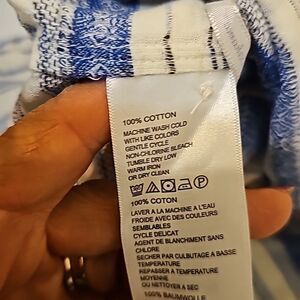 100% COTTON
MACHINE WASH COLD
WITH LIKE COLORS
GENTLE CYCLE
NON-CHLORINE BLEACH
TUMBLE DRY LOW
WARM IRON
OR DRY CLEAN
P
100% COTON
LAVER A LA MACHINE A L'EAU
FROIDE AVEC DES COULEURS
SEMBLABLES
CYCLE DELICAT
AGENT DE BLANCHIMENT SANS
CHLORE
SECHER PAR CULBUTAGE A BASSE
TEMPERATURE
REPASSER A TEMPERATURE
MOYENNE
OU NETTOYER A SEC
100% BAUMWOLLE